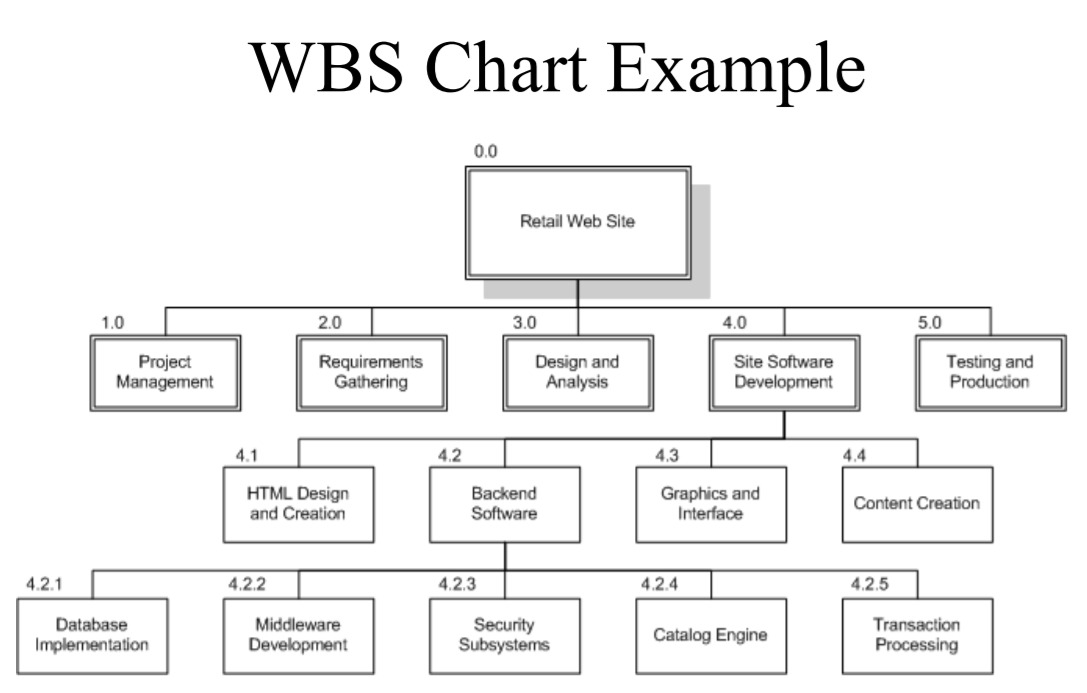 WBS Chart Example
0.0
Retail Web Site
1.0
Project
Management
2.0
Requirements
Gathering
3.0
Design and
Analysis
4.0
Site Software
Development
5.0
Testing and
Production
4.1
HTML Design
and Creation
4.2
Backend
Software
4.3
Graphics and
Interface
4.4
Content Creation
4.2.1
Database
Implementation
4.2.2
Middleware
Development
4.2.3
Security
Subsystems
4.2.4
Catalog Engine
4.2.5
Transaction
Processing